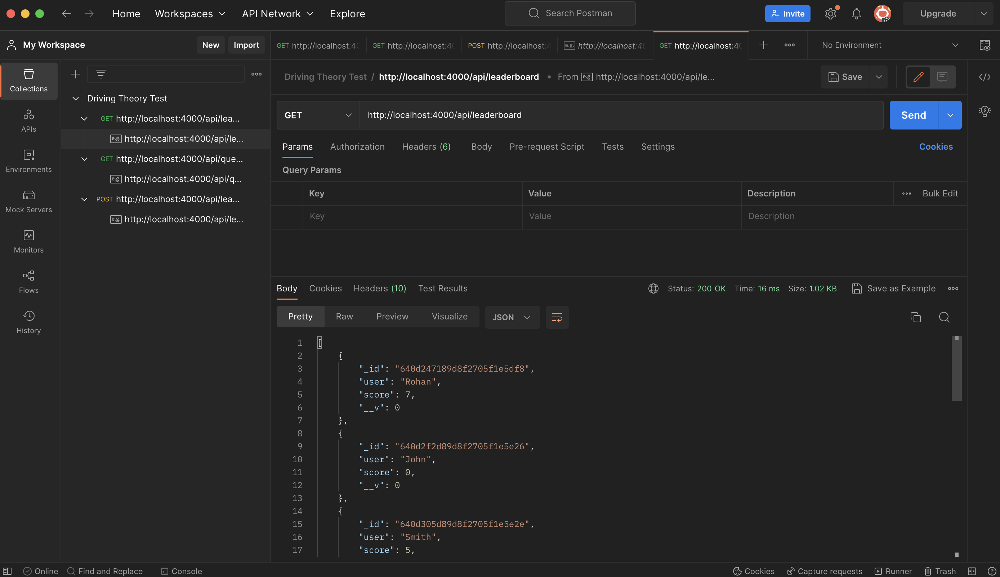 Home Workspaces API Network Explore Search Postman Invite Upgrade
My Workspace New Import
GET http://localhost:40 GET http://localhost:40 POST http://localhost:4 e.g. http://localhost:40 GET http://localhost:40 No Environment
Collections
APIs
Environments
Mock Servers
Monitors
Flows
History
Driving Theory Test
GET http://localhost:4000/api/lea...
e.g. http://localhost:4000/api/le...
GET http://localhost:4000/api/que...
e.g. http://localhost:4000/api/q...
POST http://localhost:4000/api/lea...
e.g. http://localhost:4000/api/le...
Driving Theory Test / http://localhost:4000/api/leaderboard • From e.g. http://localhost:4000/api/le... Save
GET http://localhost:4000/api/leaderboard Send
Params Authorization Headers (6) Body Pre-request Script Tests Settings Cookies
Query Params
Key Value Description Bulk Edit
Key Value Description
Body Cookies Headers (10) Test Results Status: 200 OK Time: 16 ms Size: 1.02 KB Save as Example
Pretty Raw Preview Visualize JSON
1 [
2 {
3 "_id": "640d247189d8f2705f1e5df8",
4 "user": "Rohan",
5 "score": 7,
6 "__v": 0
7 },
8 {
9 "_id": "640d2f2d89d8f2705f1e5e26",
10 "user": "John",
11 "score": 0,
12 "__v": 0
13 },
14 {
15 "_id": "640d305d89d8f2705f1e5e2e",
16 "user": "Smith",
17 "score": 5,
Online Find and Replace Console Cookies Capture requests Runner Trash